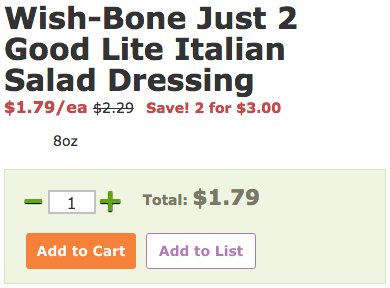 Wish-Bone Just 2
Good Lite Italian
Salad Dressing
$1.79/ea $2.29 Save! 2 for $3.00
8oz
1 Total: $1.79
Add to Cart Add to List